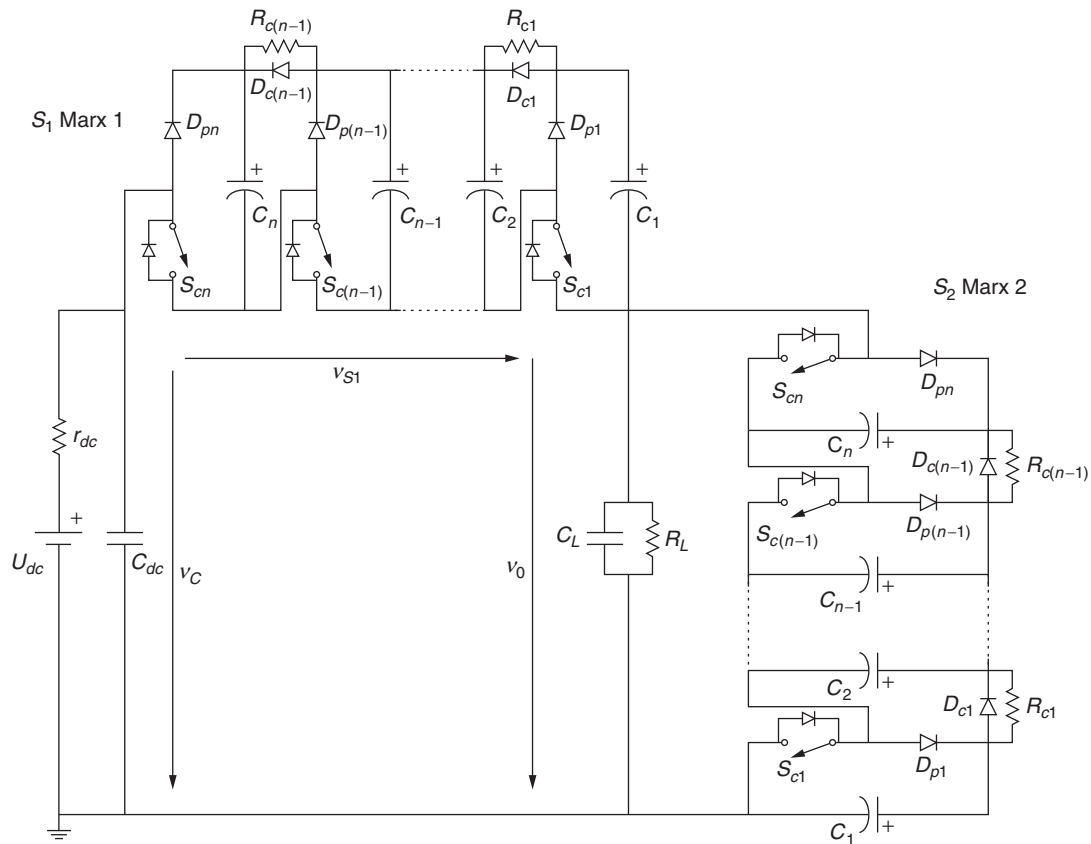 R_c(n−1)
R_c1
D_c(n−1)
D_c1
S_1 Marx 1
D_pn
D_p(n−1)
D_p1
+
+
+
+
C_n
C_n−1
C_2
C_1
S_cn
S_c(n−1)
S_c1
S_2 Marx 2
v_S1
S_cn
D_pn
r_dc
C_n
+
D_c(n−1)
R_c(n−1)
+
U_dc
C_dc
v_C
v_0
C_L
R_L
S_c(n−1)
D_p(n−1)
C_n−1
+
C_2
+
D_c1
R_c1
S_c1
D_p1
C_1
+